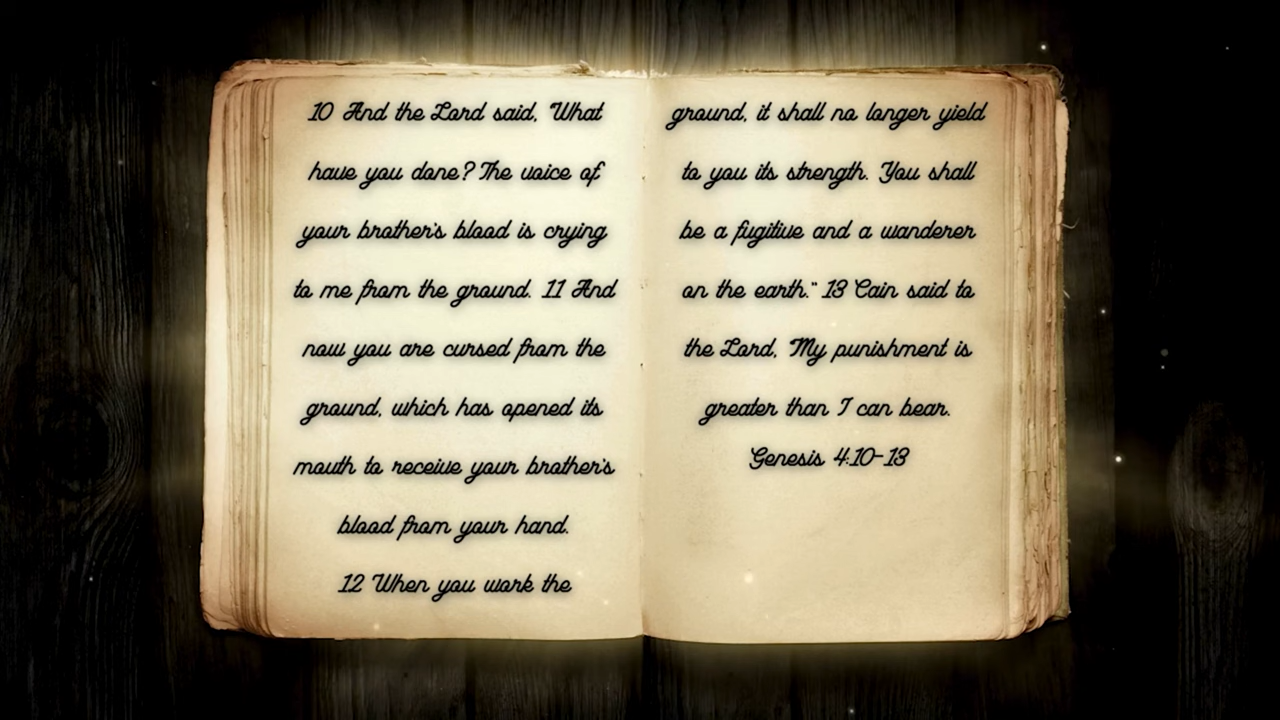 10 And the Lord said, "What
have you done? The voice of
your brother's blood is crying
to me from the ground. 11 And
now you are cursed from the
ground, which has opened its
mouth to receive your brother's
blood from your hand.
12 When you work the
ground, it shall no longer yield
to you its strength. You shall
be a fugitive and a wanderer
on the earth." 13 Cain said to
the Lord, "My punishment is
greater than I can bear.
Genesis 4:10-13